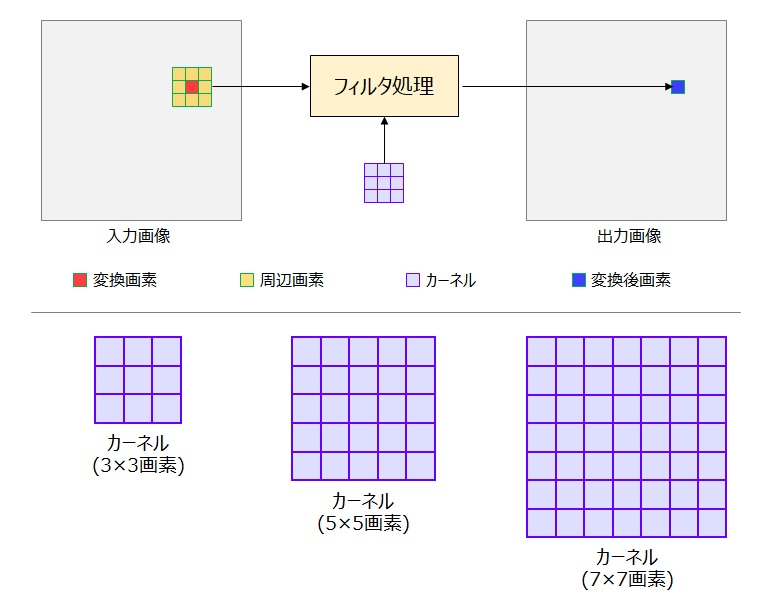 フィルタ処理
入力画像
出力画像
変換画素
周辺画素
カーネル
変換後画素
カーネル
(3×3画素)
カーネル
(5×5画素)
カーネル
(7×7画素)